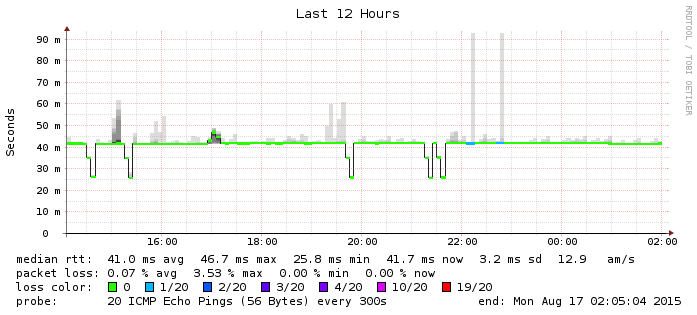 Last 12 Hours
RRDTOOL / TOBI OETIKER
Seconds
90 m
80 m
70 m
60 m
50 m
40 m
30 m
20 m
10 m
0
16:00 18:00 20:00 22:00 00:00 02:00
median rtt: 41.0 ms avg 46.7 ms max 25.8 ms min 41.7 ms now 3.2 ms sd 12.9 am/s
packet loss: 0.07 % avg 3.53 % max 0.00 % min 0.00 % now
loss color: 0 1/20 2/20 3/20 4/20 10/20 19/20
probe: 20 ICMP Echo Pings (56 Bytes) every 300s end: Mon Aug 17 02:05:04 2015